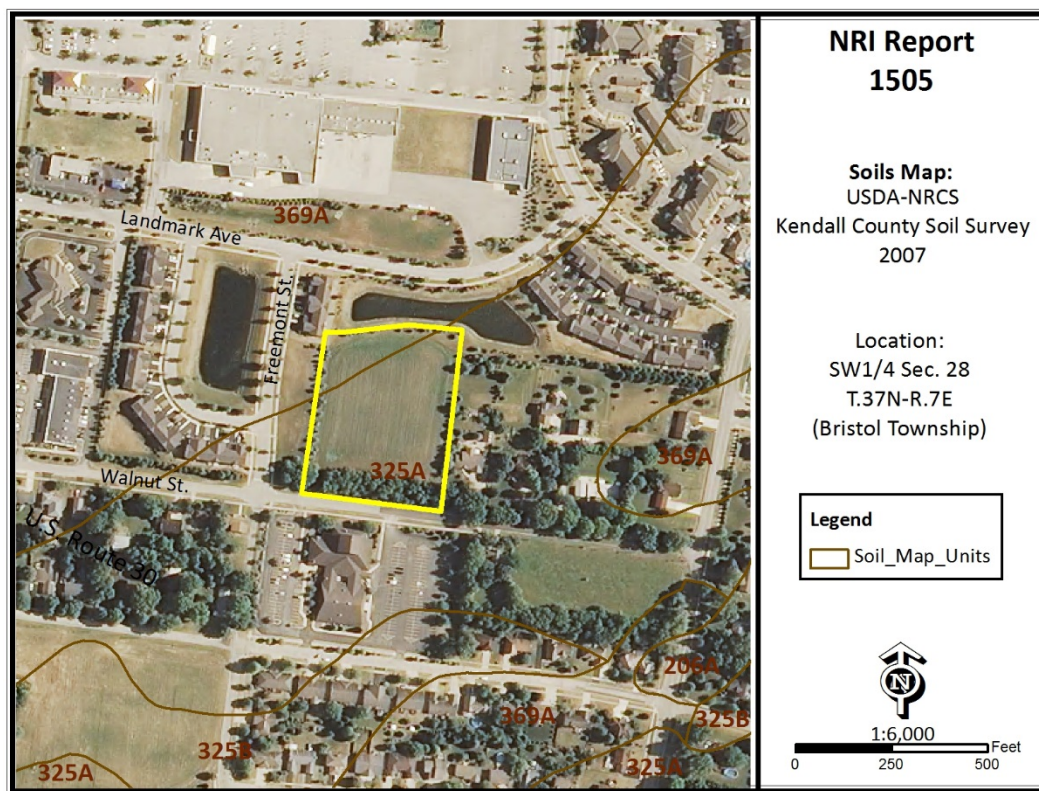 369A
Landmark Ave
Freemont St.
325A
369A
Walnut St.
U.S. Route 30
206A
369A
325B
325B
325A
325A
NRI Report
1505
Soils Map:
USDA-NRCS
Kendall County Soil Survey
2007
Location:
SW1/4 Sec. 28
T.37N-R.7E
(Bristol Township)
Legend
Soil_Map_Units
N
1:6,000
Feet
0 250 500